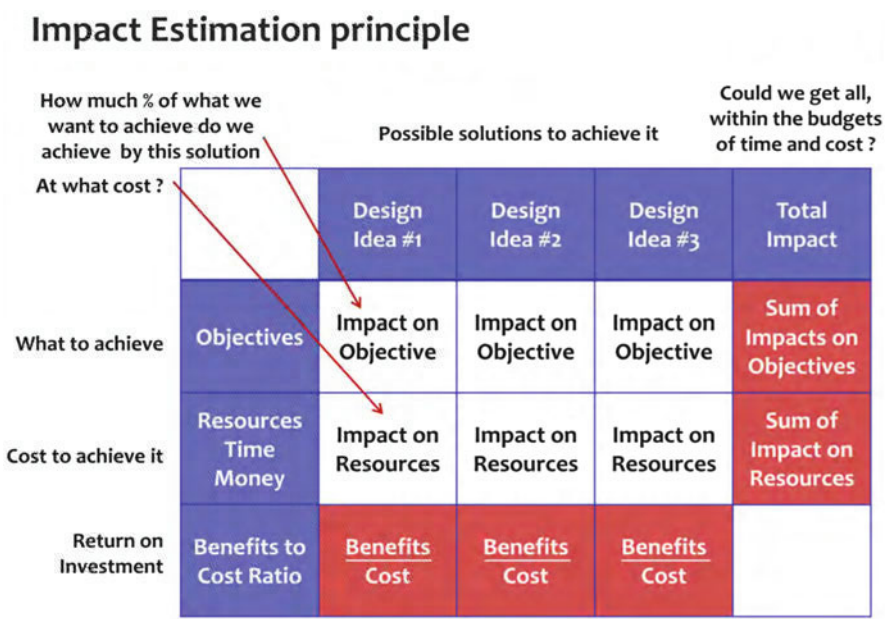 Impact Estimation principle
How much % of what we
want to achieve do we
achieve by this solution
At what cost ?
Possible solutions to achieve it
Could we get all,
within the budgets
of time and cost ?
Design
Idea #1
Design
Idea #2
Design
Idea #3
Total
Impact
What to achieve
Objectives
Impact on
Objective
Impact on
Objective
Impact on
Objective
Sum of
Impacts on
Objectives
Cost to achieve it
Resources
Time
Money
Impact on
Resources
Impact on
Resources
Impact on
Resources
Sum of
Impact on
Resources
Return on
Investment
Benefits to
Cost Ratio
Benefits
Cost
Benefits
Cost
Benefits
Cost